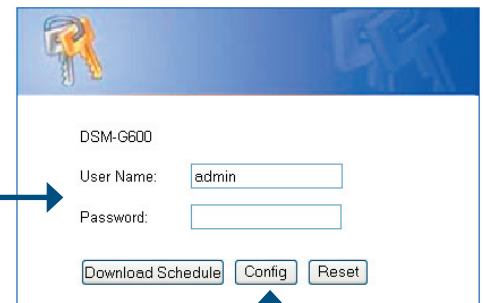 DSM-G600
User Name: admin
Password:
Download Schedule Config Reset